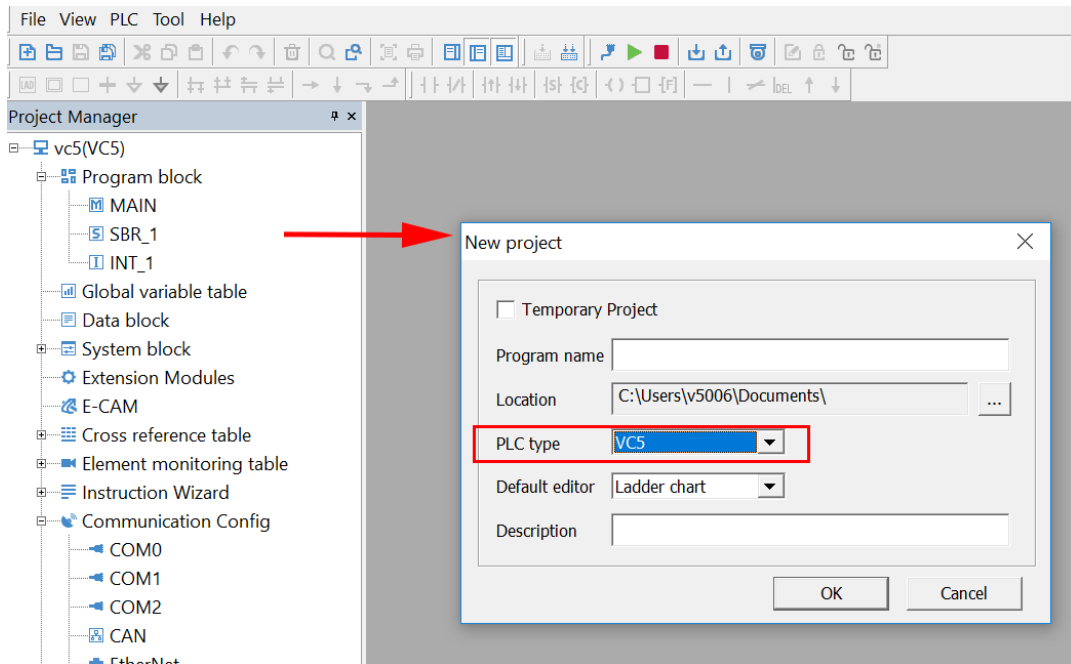 File View PLC Tool Help
Project Manager
vc5(VC5)
Program block
MAIN
SBR_1
INT_1
Global variable table
Data block
System block
Extension Modules
E-CAM
Cross reference table
Element monitoring table
Instruction Wizard
Communication Config
COM0
COM1
COM2
CAN
EtherNet
New project
Temporary Project
Program name
Location C:\Users\v5006\Documents\ ...
PLC type VC5
Default editor Ladder chart
Description
OK Cancel